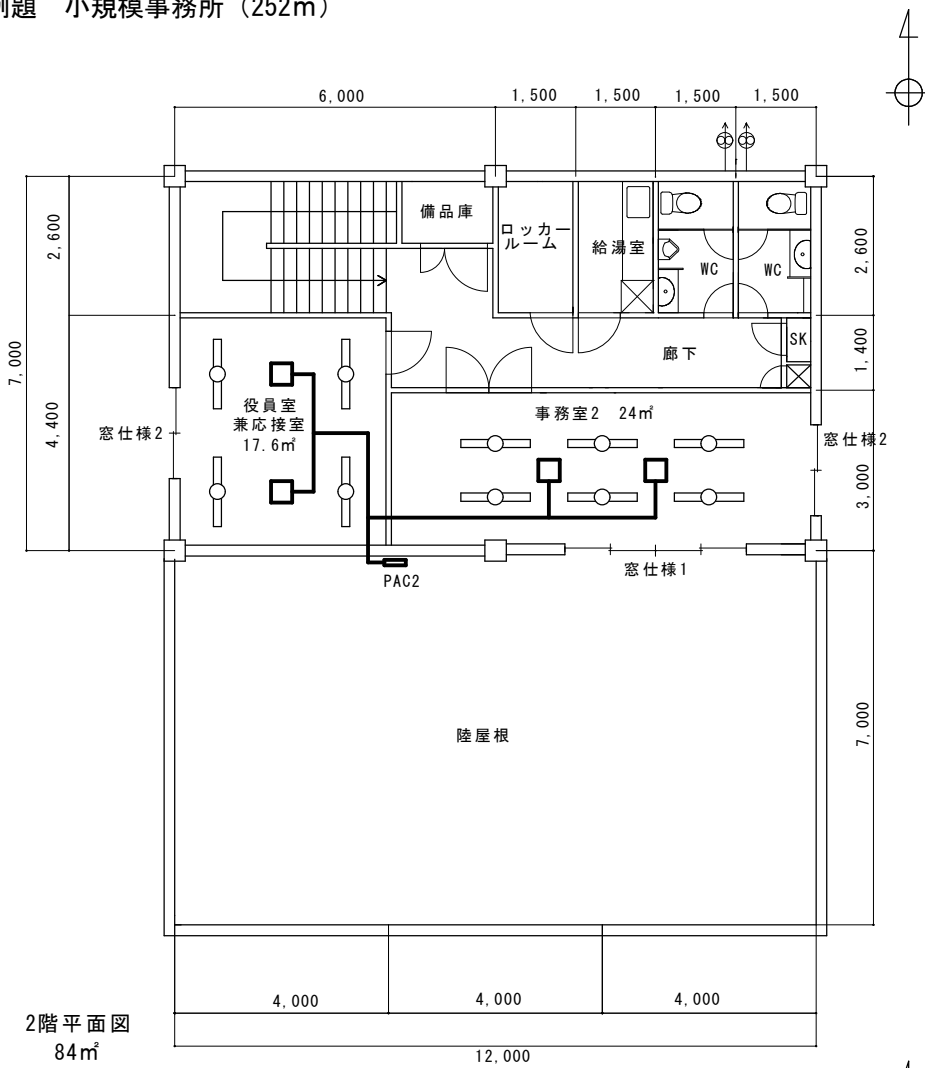 例題 小規模事務所(252㎡)
6,000
1,500
1,500
1,500
1,500
2,600
7,000
4,400
備品庫
ロッカー
ルーム
給湯室
WC
WC
2,600
廊下
SK
1,400
役員室
兼応接室
17.6㎡
事務室2 24㎡
窓仕様2
窓仕様2
3,000
窓仕様1
PAC2
陸屋根
7,000
4,000
4,000
4,000
12,000
2階平面図
84㎡